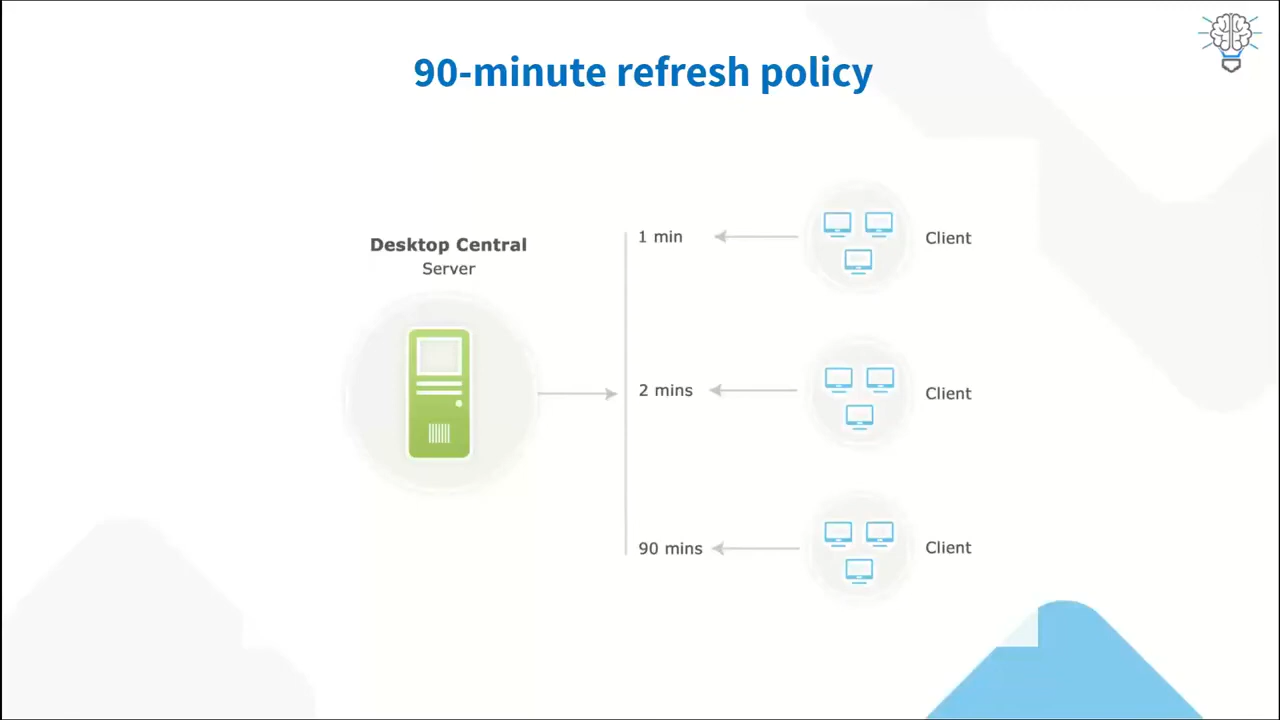 90-minute refresh policy
Desktop Central
Server
1 min
Client
2 mins
Client
90 mins
Client